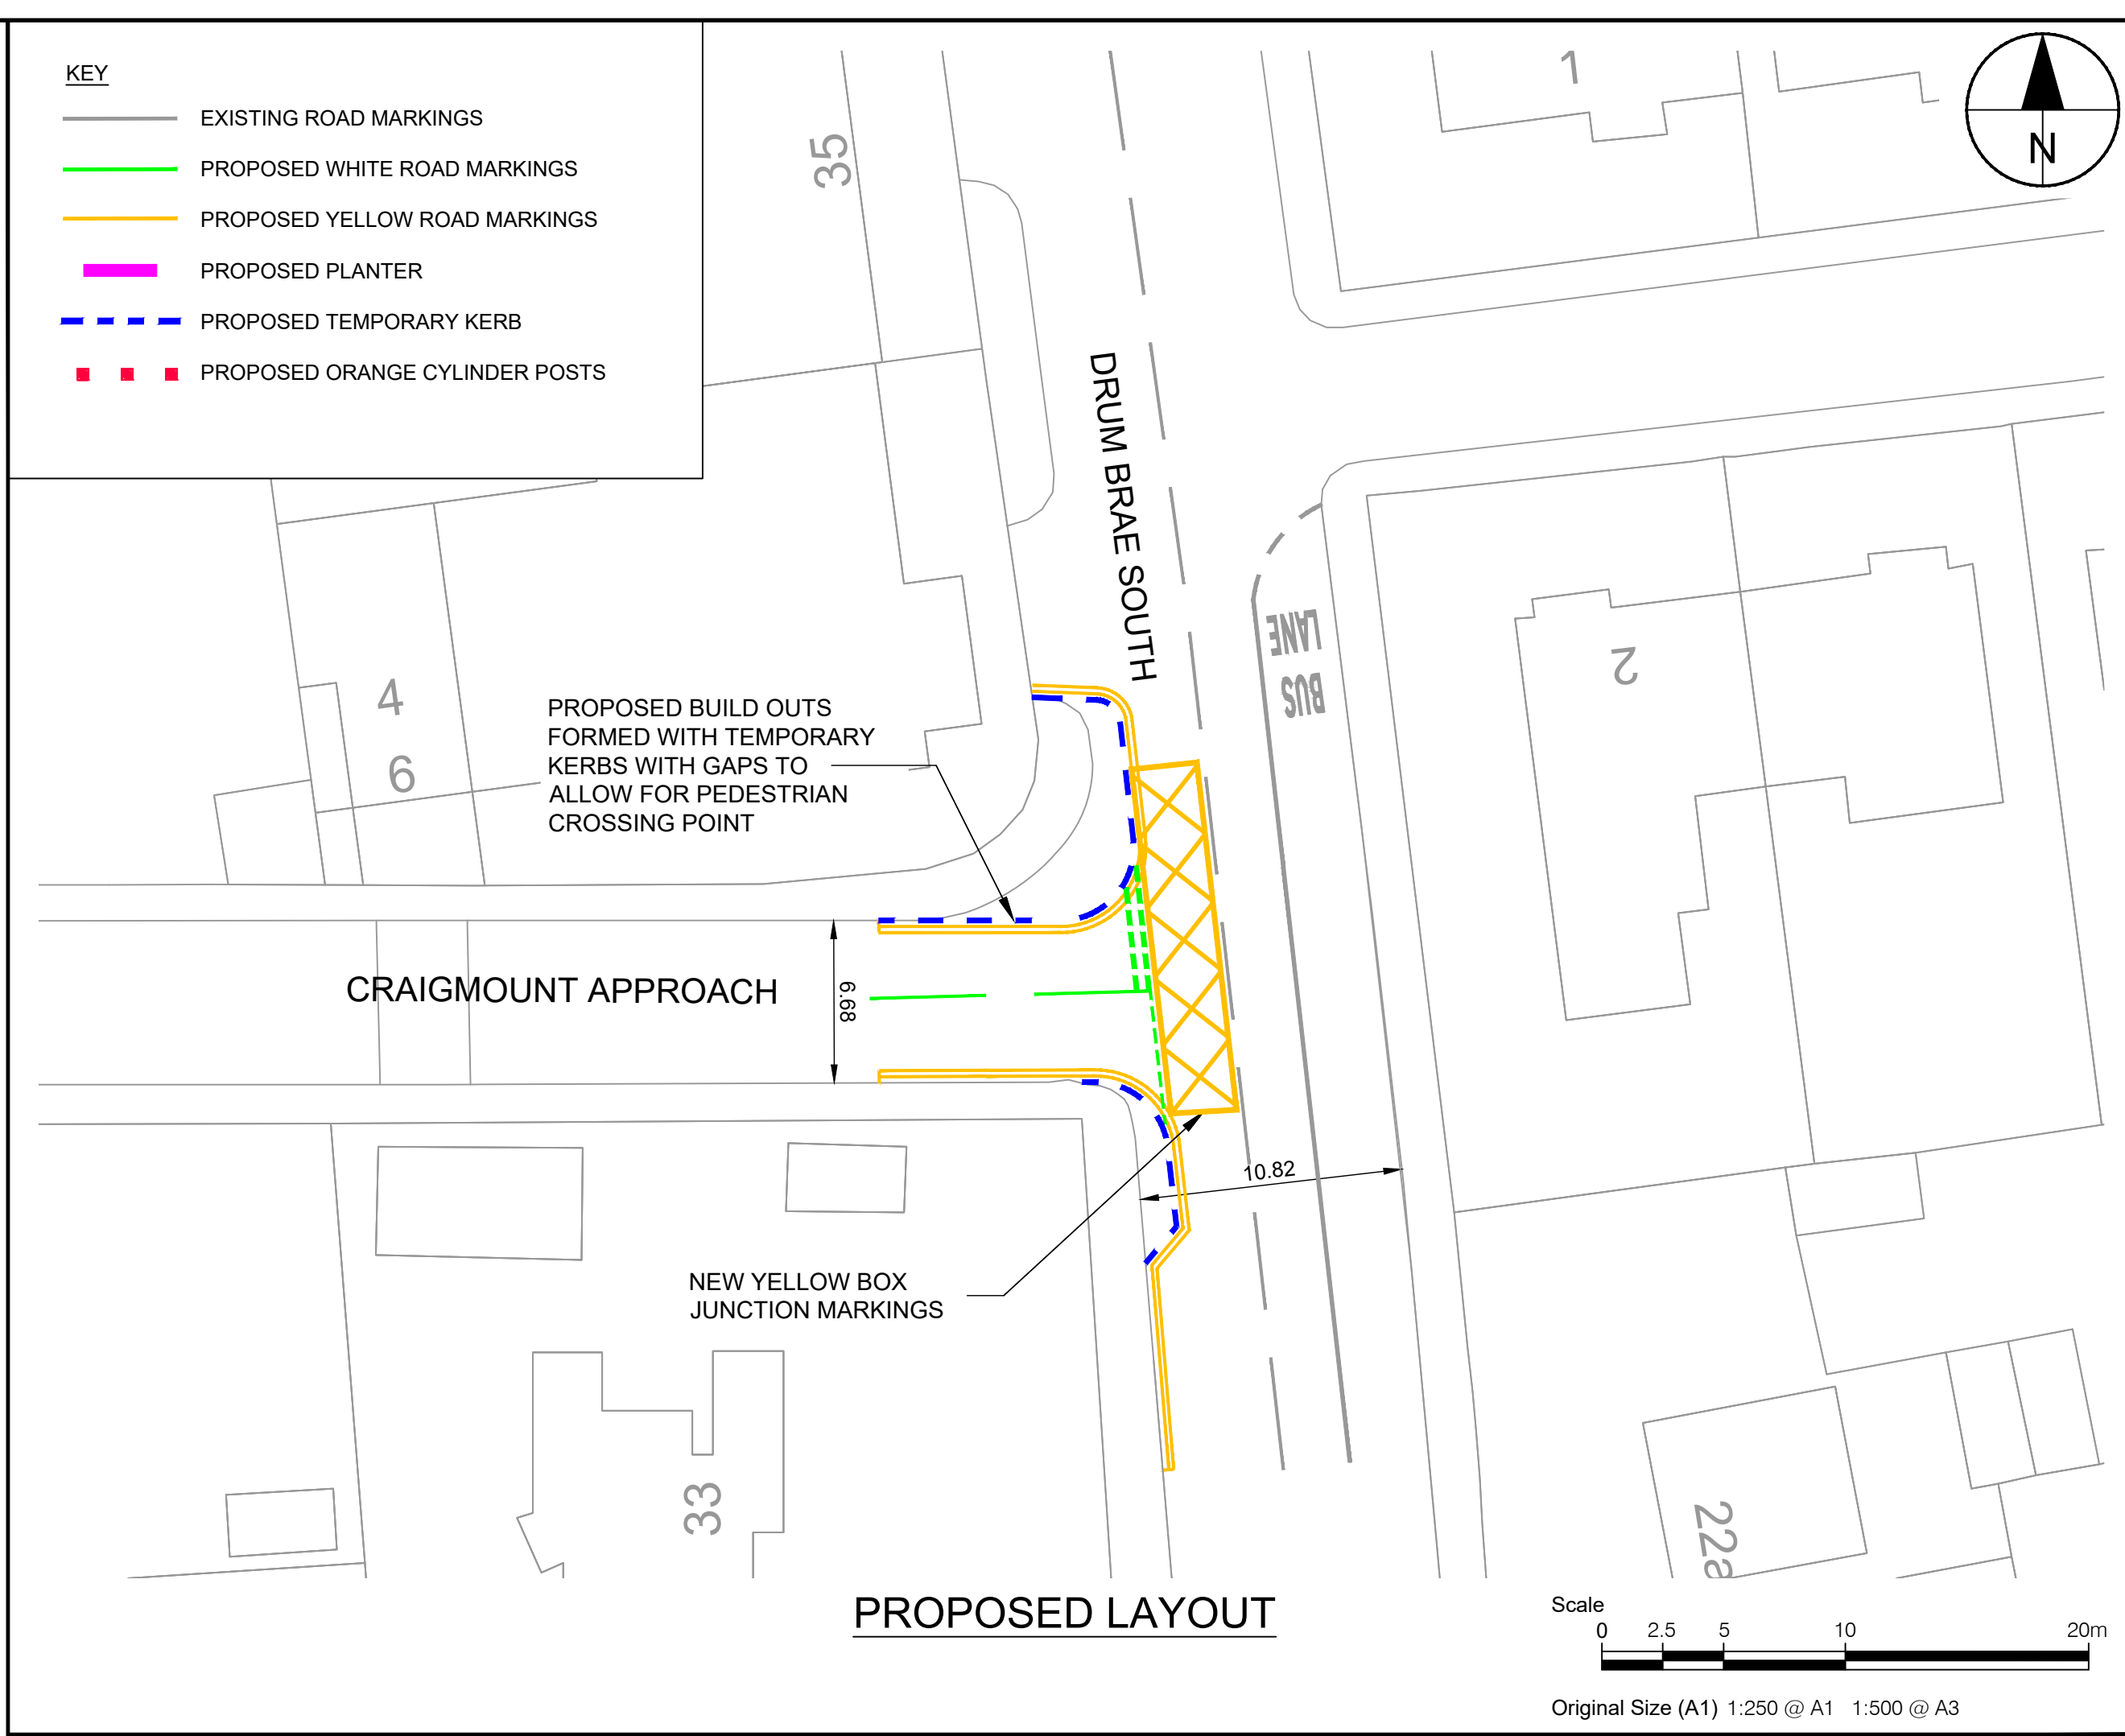 KEY
EXISTING ROAD MARKINGS
PROPOSED WHITE ROAD MARKINGS
PROPOSED YELLOW ROAD MARKINGS
PROPOSED PLANTER
PROPOSED TEMPORARY KERB
PROPOSED ORANGE CYLINDER POSTS
35
1
N
DRUM BRAE SOUTH
BUS
LANE
2
4
6
PROPOSED BUILD OUTS
FORMED WITH TEMPORARY
KERBS WITH GAPS TO
ALLOW FOR PEDESTRIAN
CROSSING POINT
CRAIGMOUNT APPROACH
6.68
10.82
NEW YELLOW BOX
JUNCTION MARKINGS
33
22a
PROPOSED LAYOUT
Scale
0 2.5 5 10 20m
Original Size (A1) 1:250 @ A1 1:500 @ A3